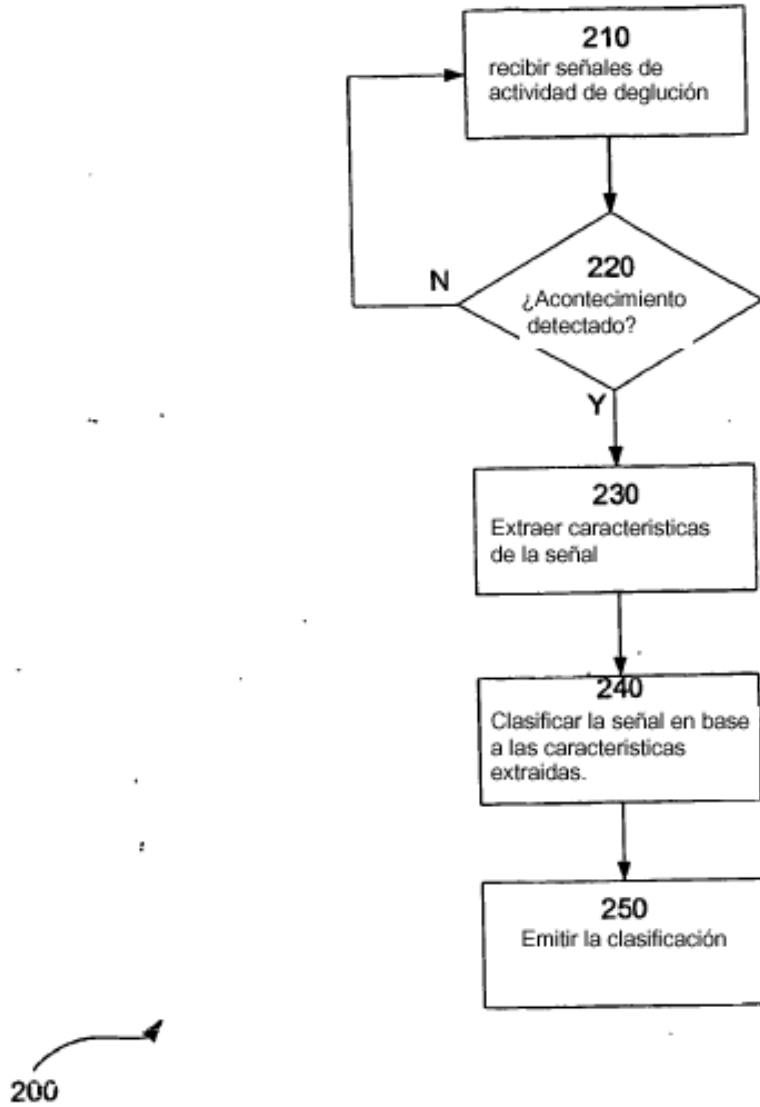 210
recibir señales de
actividad de deglución
220
¿Acontecimiento
detectado?
N
Y
230
Extraer caracteristicas
de la señal
240
Clasificar la señal en base
a las caracteristicas
extraidas.
250
Emitir la clasificación
200